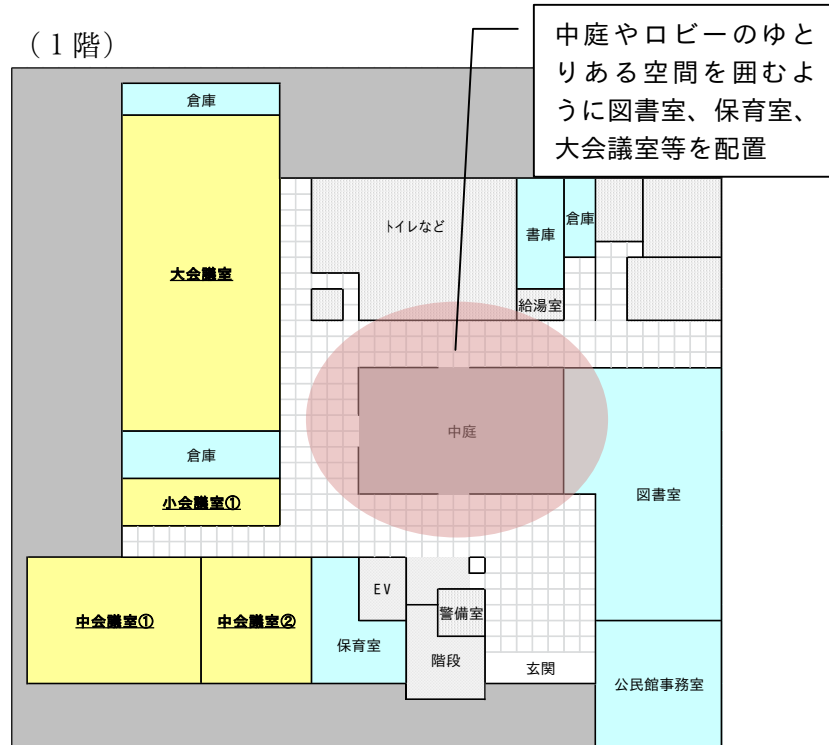 （１階）
中庭やロビーのゆと
りある空間を囲むよ
うに図書室、保育室、
大会議室等を配置
倉庫
トイレなど
書庫
倉庫
大会議室
給湯室
中庭
倉庫
図書室
小会議室①
EV
中会議室①
中会議室②
警備室
保育室
階段
玄関
公民館事務室